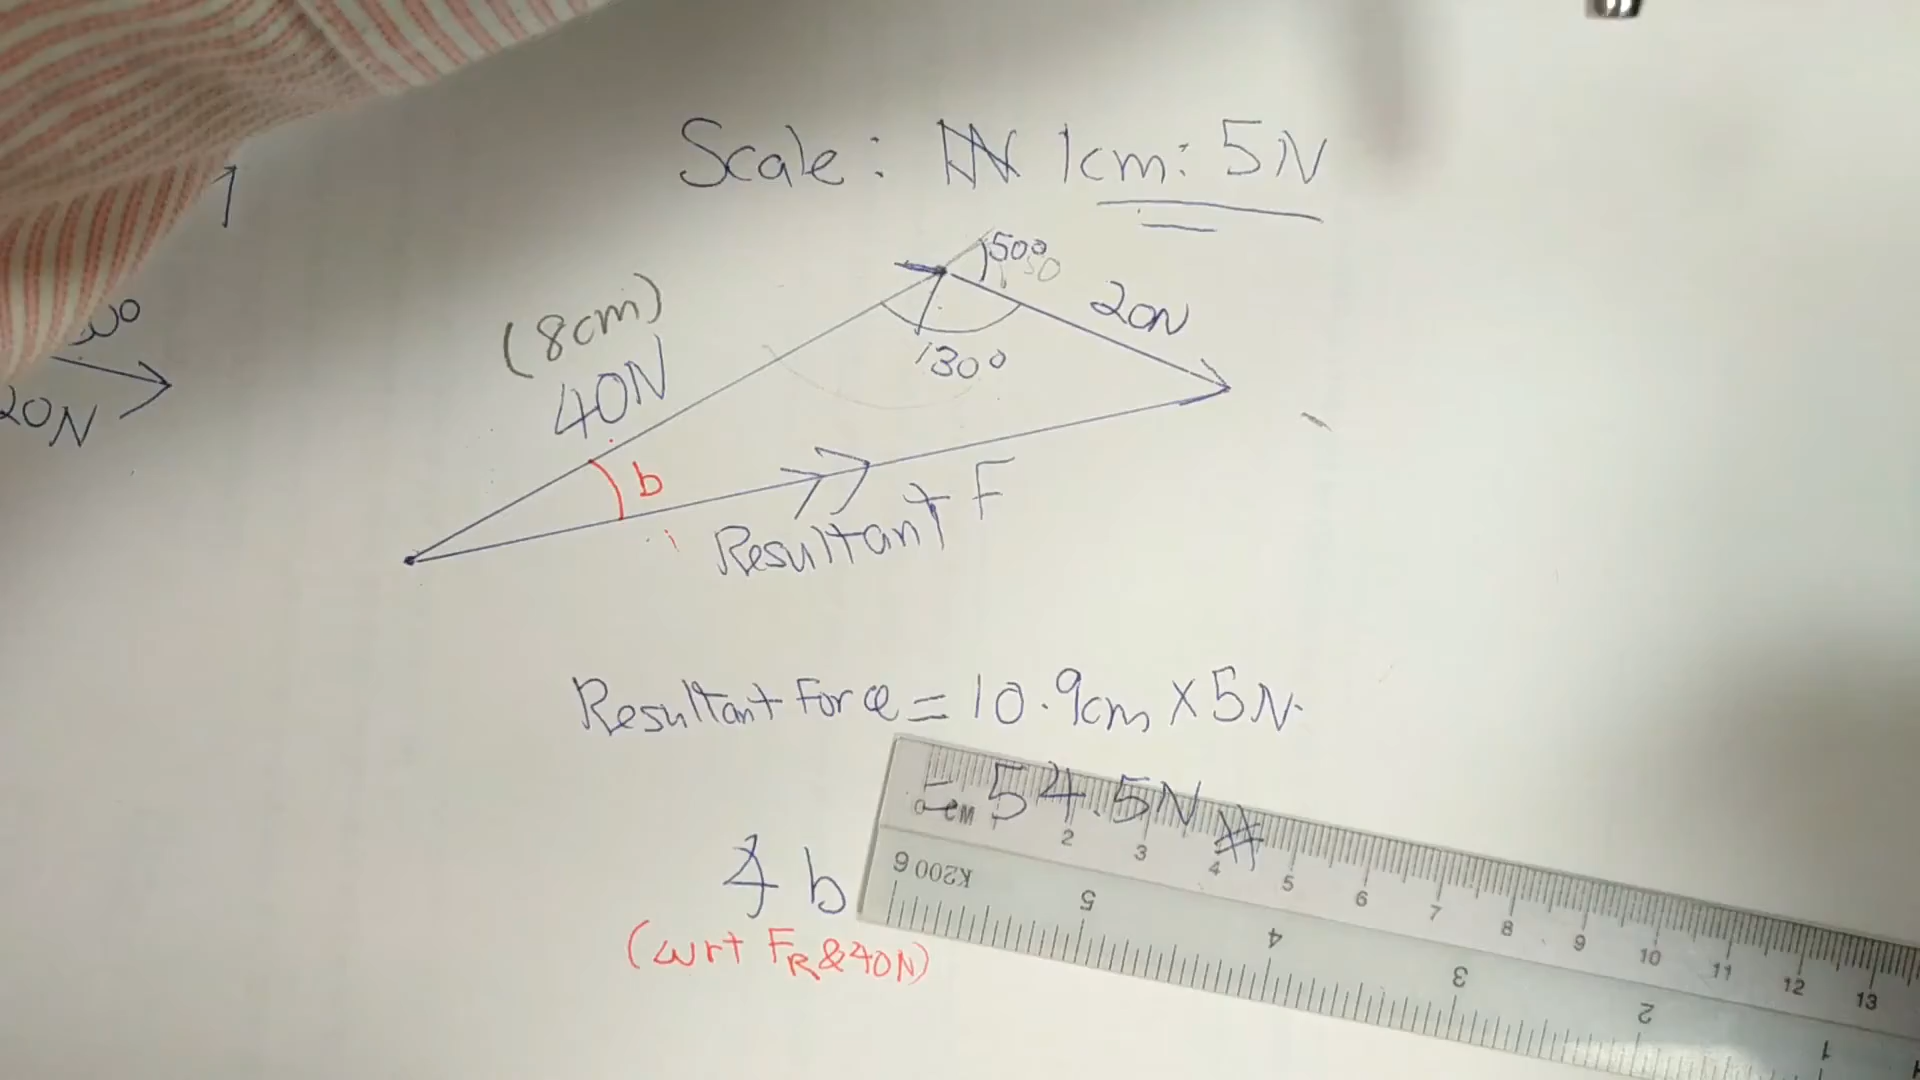 Scale: 1cm: 5N
50°
50
20N
(8cm)
40N
130°
20N
b
Resultant F
Resultant Force = 10.9cm × 5N.
= 54.5N
∡ b
(wrt FR & 40N)
0 CM 2 3 4 5 6 7 8 9 10 11 12 13
K200 6 5 4 3 2 1